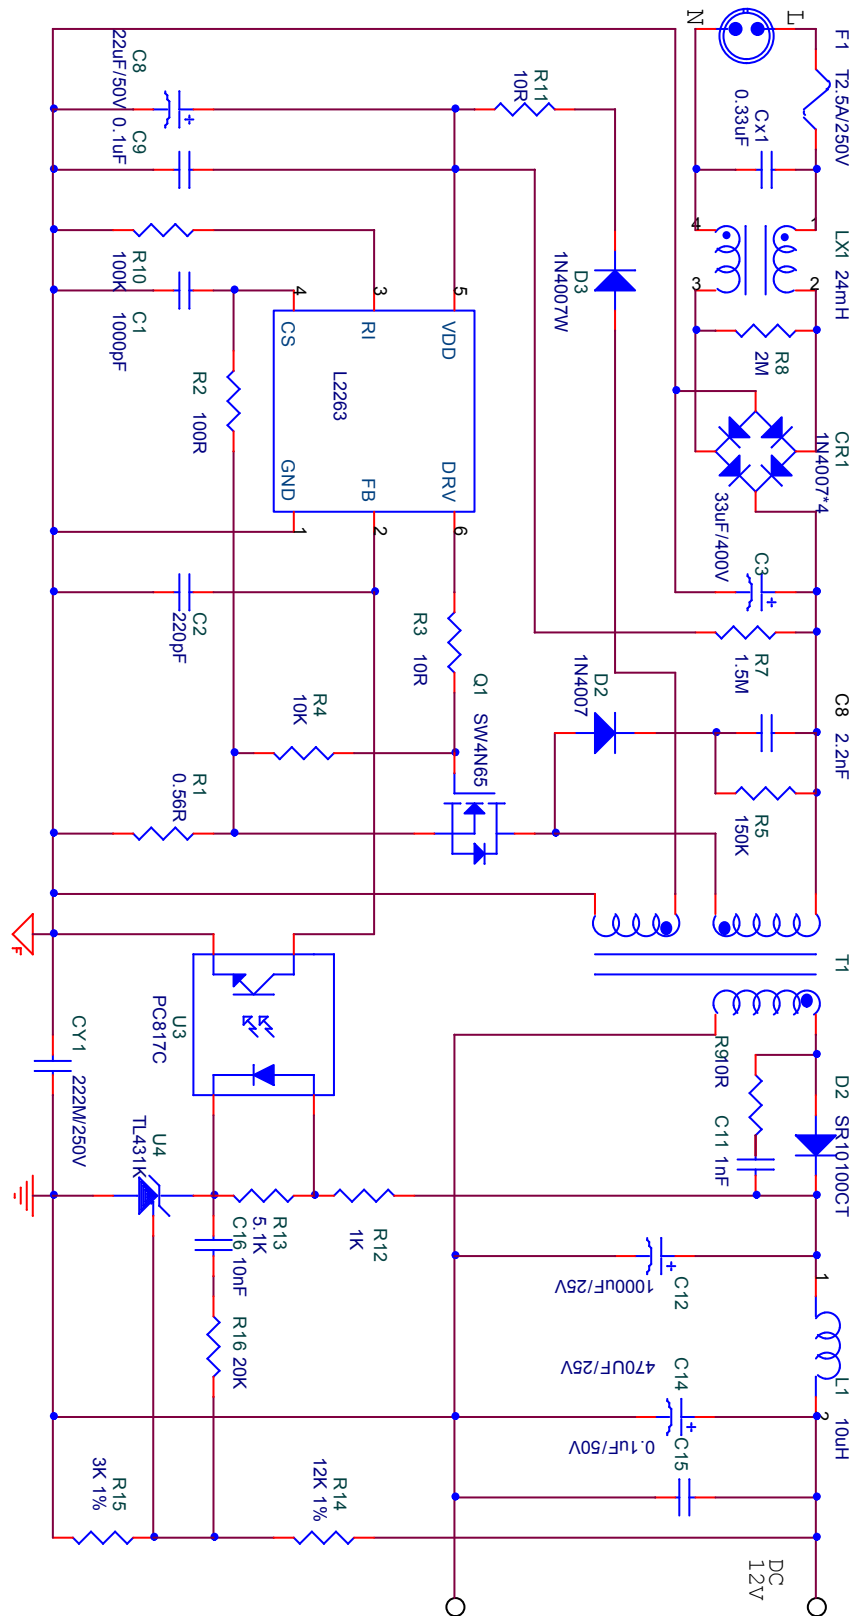 L
N
F1 T2.5A/250V
Cx1
0.33uF
LX1 24mH
1
2
3
4
R8
2M
CR1
1N4007*4
C3
33uF/400V
R7
1.5M
C8 2.2nF
R5
150K
D2
1N4007
D3
1N4007W
R11
10R
C8
22uF/50V
C9
0.1uF
R10
100K
C1
1000pF
R2 100R
L2263
CS
RI
VDD
GND
FB
DRV
4
3
5
1
2
6
C2
220pF
R3 10R
Q1 SW4N65
R4
10K
R1
0.56R
T1
R9
10R
C11 1nF
D2 SR10100CT
U3
PC817C
F
CY1 222M/250V
U4
TL431K
R13
5.1K
R12
1K
C16 10nF
R16 20K
C12
1000uF/25V
1
2
L1 10uH
C14
470UF/25V
C15
0.1uF/50V
R15
3K 1%
R14
12K 1%
DC
12V